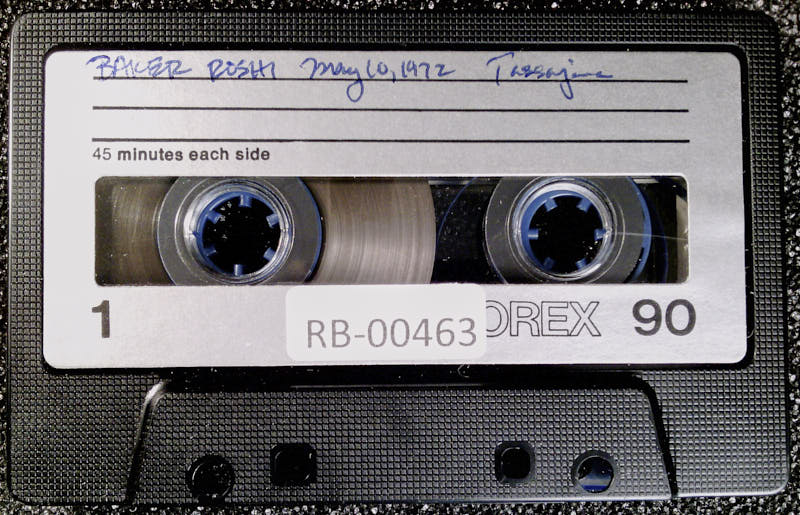 BAKER ROSHI May 10, 1972 Tassajara
45 minutes each side
1 RB-00463 OREX 90